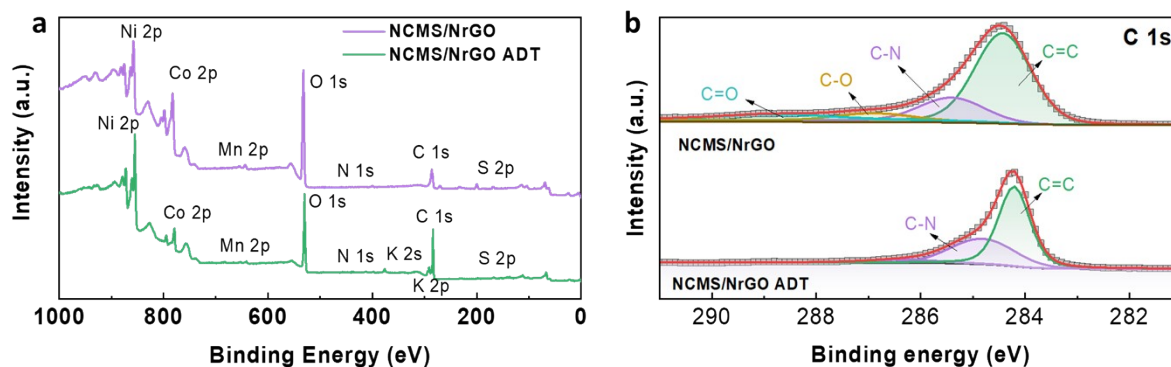 a
NCMS/NrGO
NCMS/NrGO ADT
Ni 2p
Co 2p
O 1s
Mn 2p
N 1s
C 1s
S 2p
Ni 2p
Co 2p
O 1s
Mn 2p
N 1s
K 2s
C 1s
K 2p
S 2p
Intensity (a.u.)
1000 800 600 400 200 0
Binding Energy (eV)
b
C 1s
C=O
C-O
C-N
C=C
NCMS/NrGO
C-N
C=C
NCMS/NrGO ADT
Intensity (a.u.)
290 288 286 284 282
Binding energy (eV)